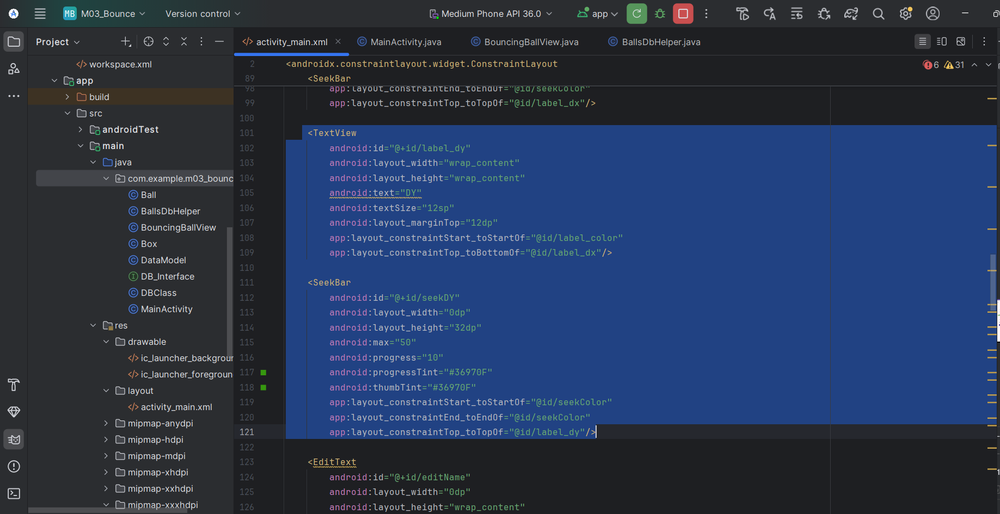 MB M03_Bounce Version control Medium Phone API 36.0 app
Project
activity_main.xml MainActivity.java BouncingBallView.java BallsDbHelper.java
6 31
workspace.xml
app
build
src
androidTest
main
java
com.example.m03_bounc
Ball
BallsDbHelper
BouncingBallView
Box
DataModel
DB_Interface
DBClass
MainActivity
res
drawable
ic_launcher_backgrour
ic_launcher_foregroun
layout
activity_main.xml
mipmap-anydpi
mipmap-hdpi
mipmap-mdpi
mipmap-xhdpi
mipmap-xxhdpi
mipmap-xxxhdpi
2 <androidx.constraintlayout.widget.ConstraintLayout
89 <SeekBar
98 app:layout_constraintEnd_toEndOf="@id/seekColor"
99 app:layout_constraintTop_toTopOf="@id/label_dx"/>
100
101 <TextView
102 android:id="@+id/label_dy"
103 android:layout_width="wrap_content"
104 android:layout_height="wrap_content"
105 android:text="DY"
106 android:textSize="12sp"
107 android:layout_marginTop="12dp"
108 app:layout_constraintStart_toStartOf="@id/label_color"
109 app:layout_constraintTop_toBottomOf="@id/label_dx"/>
110
111 <SeekBar
112 android:id="@+id/seekDY"
113 android:layout_width="0dp"
114 android:layout_height="32dp"
115 android:max="50"
116 android:progress="10"
117 android:progressTint="#36970F"
118 android:thumbTint="#36970F"
119 app:layout_constraintStart_toStartOf="@id/seekColor"
120 app:layout_constraintEnd_toEndOf="@id/seekColor"
121 app:layout_constraintTop_toTopOf="@id/label_dy"/>
122
123 <EditText
124 android:id="@+id/editName"
125 android:layout_width="0dp"
126 android:layout_height="wrap_content"